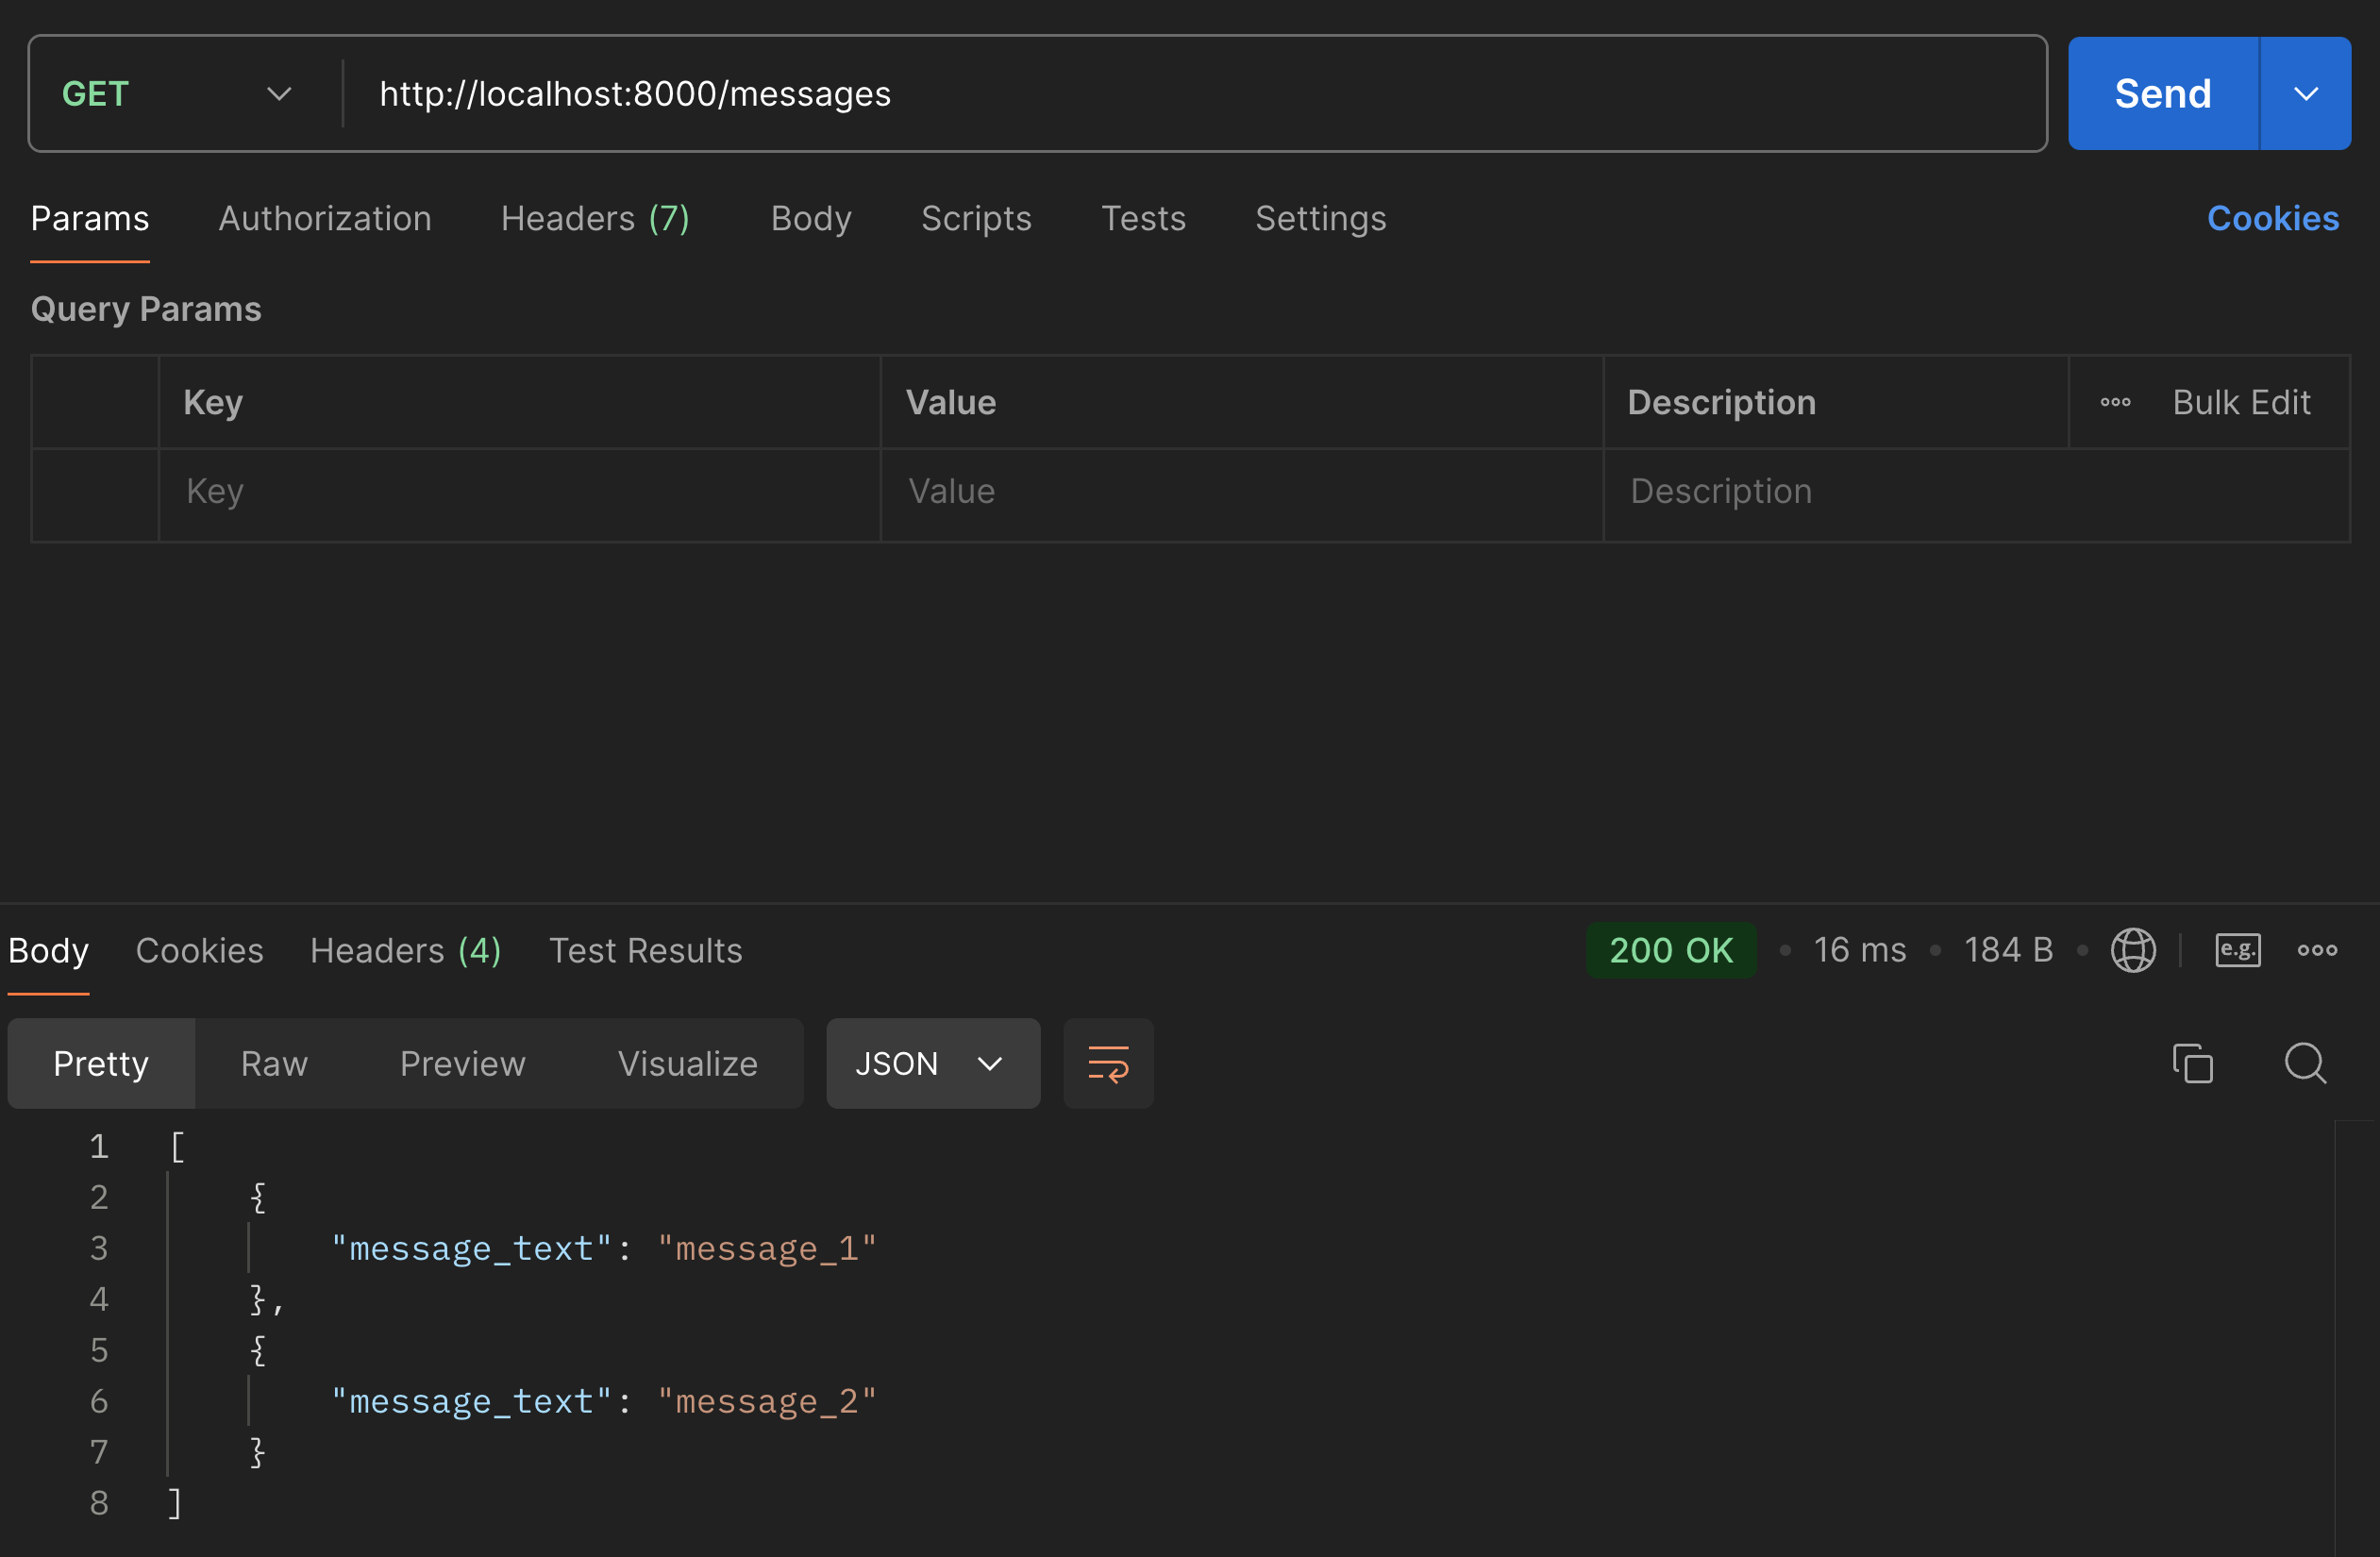 GET http://localhost:8000/messages Send
Params Authorization Headers (7) Body Scripts Tests Settings Cookies
Query Params
Key Value Description Bulk Edit
Key Value Description
Body Cookies Headers (4) Test Results 200 OK • 16 ms • 184 B • e.g.
Pretty Raw Preview Visualize JSON
1 [
2 {
3 "message_text": "message_1"
4 },
5 {
6 "message_text": "message_2"
7 }
8 ]